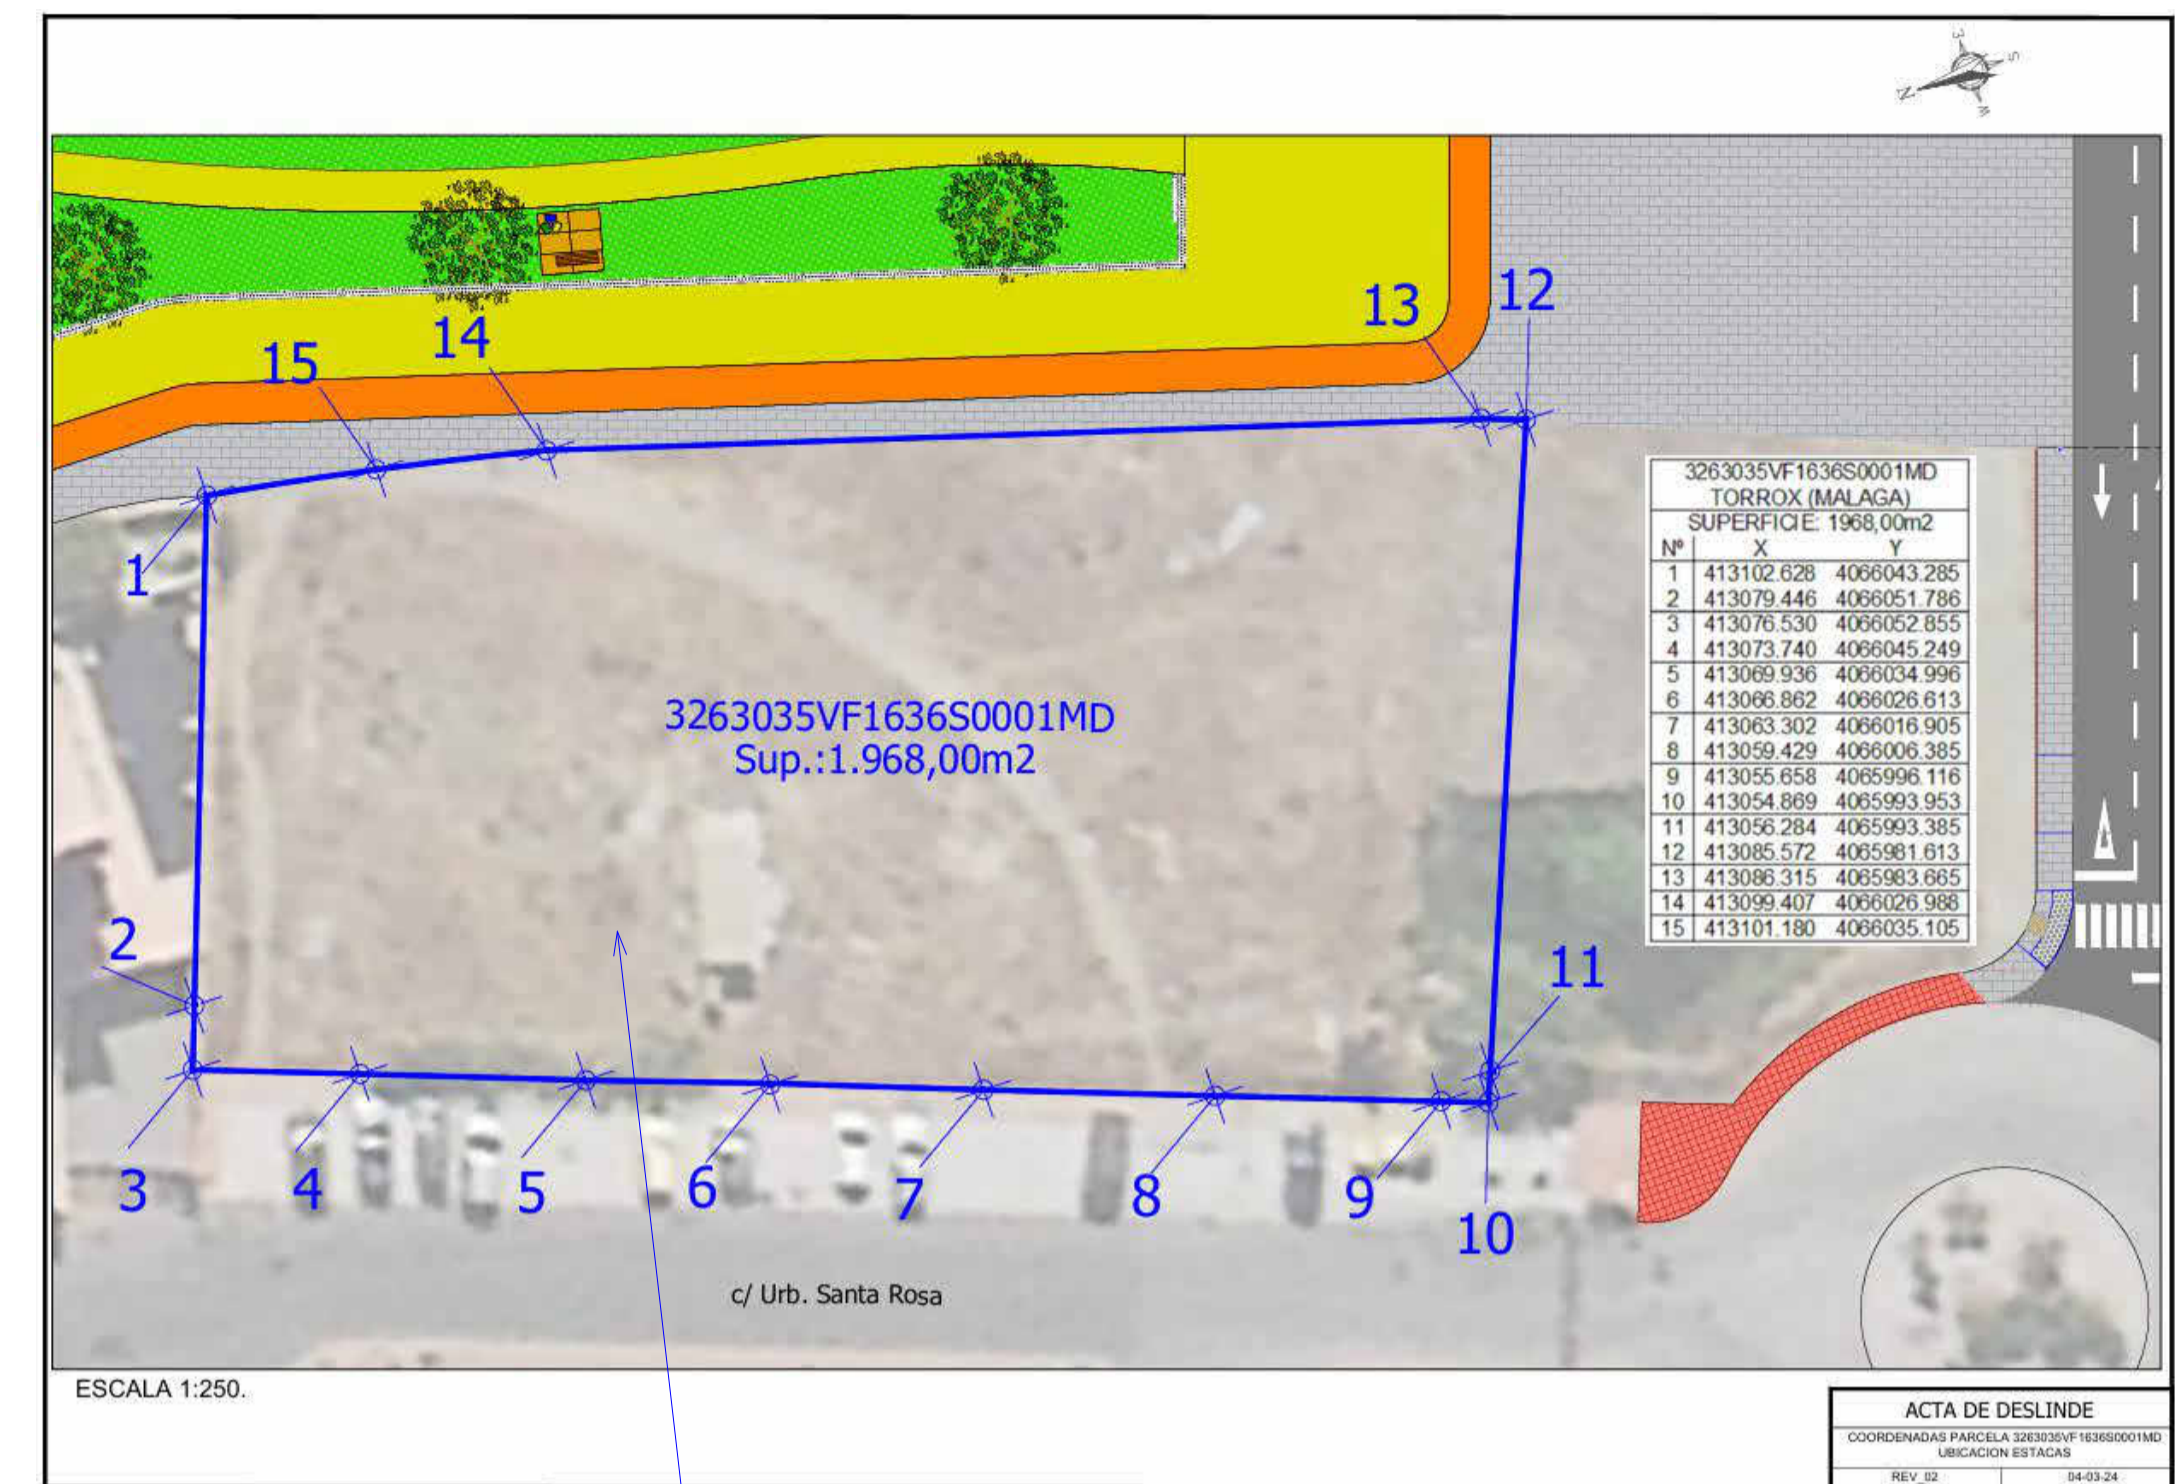 N
E
S
W
13
12
14
15
1
3263035VF1636S0001MD
TORROX (MALAGA)
SUPERFICIE: 1968,00m2
Nº X Y
1 413102.628 4066043.285
2 413079.446 4066051.786
3 413076.530 4066052.855
4 413073.740 4066045.249
5 413069.936 4066034.996
6 413066.862 4066026.613
7 413063.302 4066016.905
8 413059.429 4066006.385
9 413055.658 4065996.116
10 413054.869 4065993.953
11 413056.284 4065993.385
12 413085.572 4065981.613
13 413086.315 4065983.665
14 413099.407 4066026.988
15 413101.180 4066035.105
3263035VF1636S0001MD
Sup.:1.968,00m2
2
11
3
4
5
6
7
8
9
10
c/ Urb. Santa Rosa
ESCALA 1:250.
ACTA DE DESLINDE
COORDENADAS PARCELA 3263035VF1636S0001MD
UBICACION ESTACAS
REV_02 04-03-24